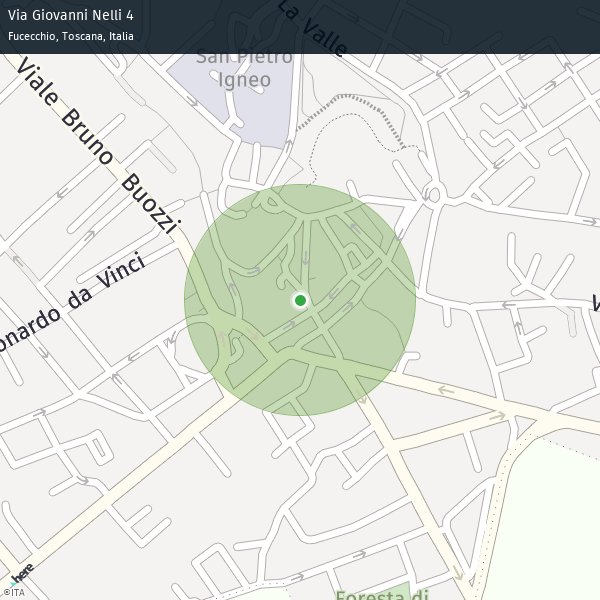 Via Giovanni Nelli 4
Fucecchio, Toscana, Italia
La Valle
San Pietro
Igneo
Viale Bruno Buozzi
onardo da Vinci
V
here
Foresta di
©ITA